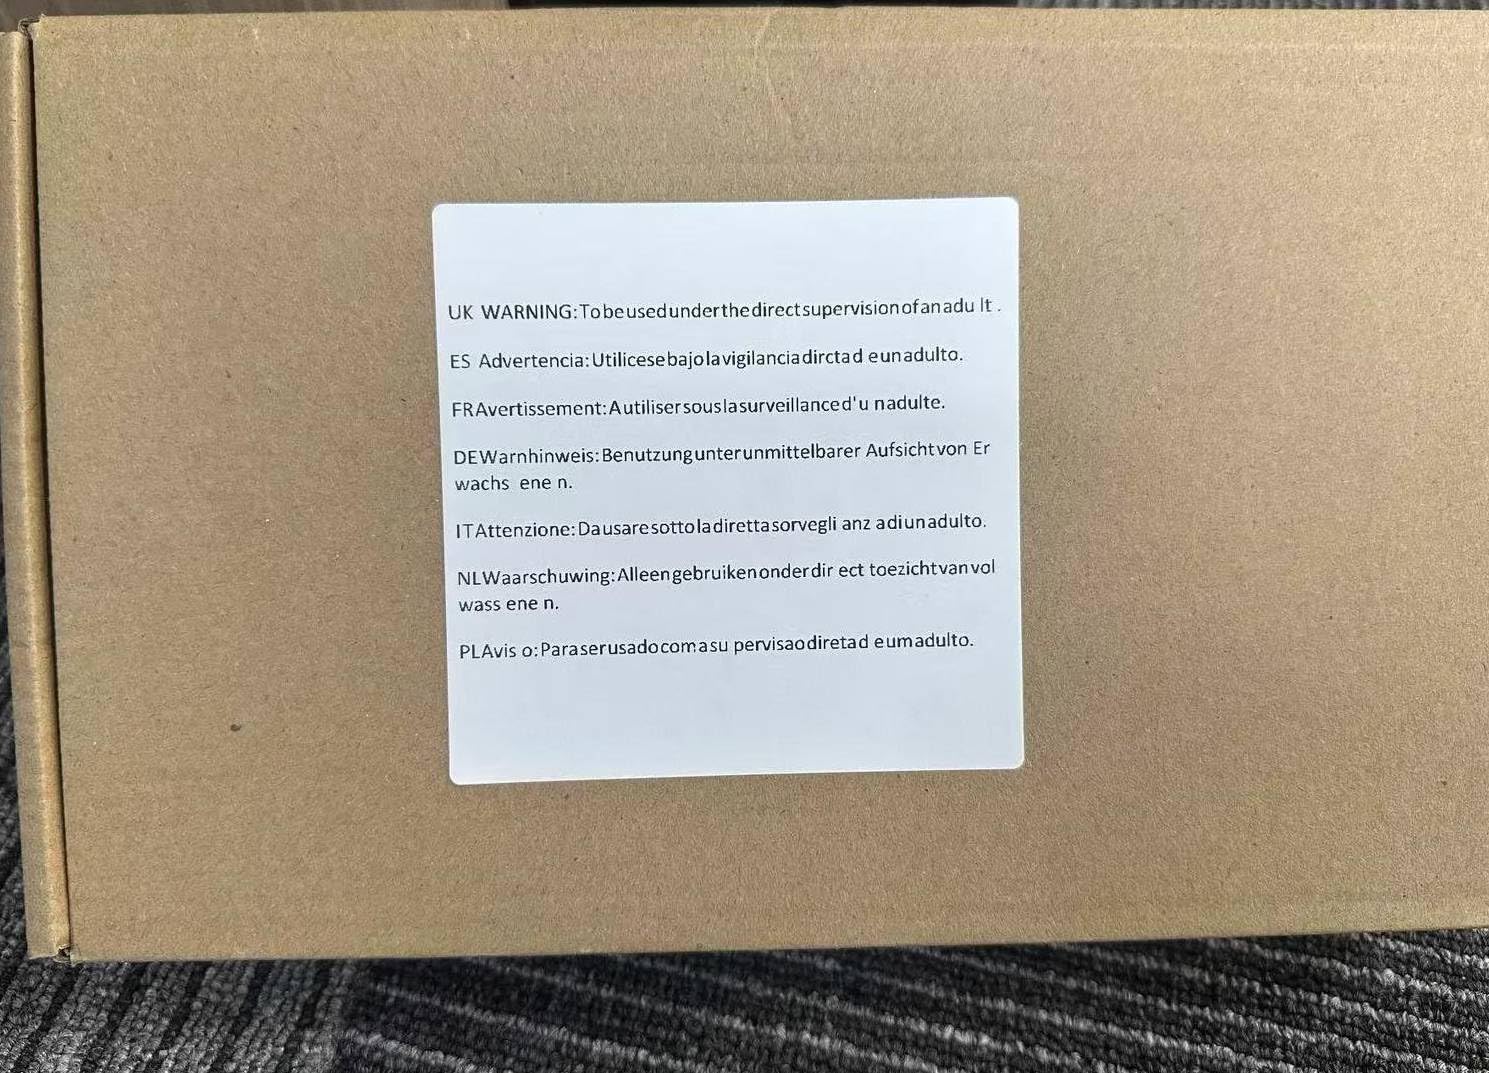 UK WARNING:Tobeusedunderthedirectsupervisionofanadu lt .
ES Advertencia:Utilicesebajolavigilanciadirctad eunadulto.
FRAvertissement:Autilisersouslasurveillanced'u nadulte.
DEWarnhinweis:Benutzungunterunmittelbarer Aufsichtvon Er
wachs ene n.
ITAttenzione:Dausaresottoladirettasorvegli anz adiunadulto.
NLWaarschuwing:Alleengebruikenonderdir ect toezichtvanvol
wass ene n.
PLAvis o:Paraserusadocomasu pervisaodiretad eumadulto.